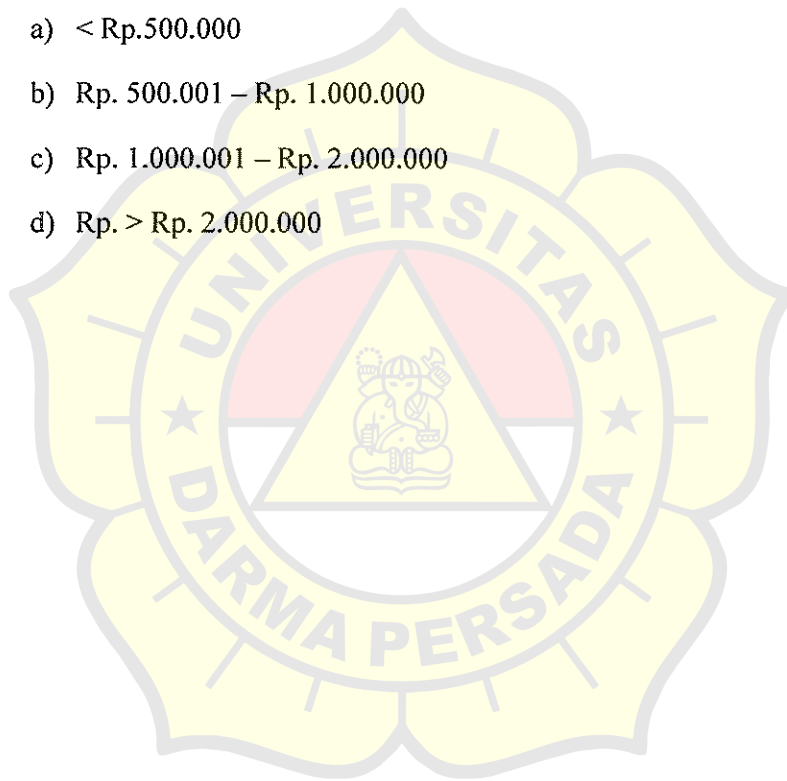 a) < Rp.500.000
b) Rp. 500.001 – Rp. 1.000.000
c) Rp. 1.000.001 – Rp. 2.000.000
d) Rp. > Rp. 2.000.000
UNIVERSITAS
DARMA PERSADA